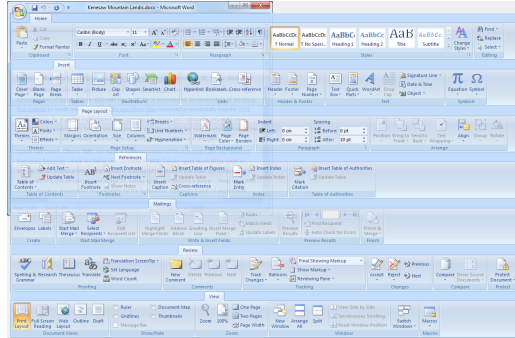 Kenesaw Mountain Landis.docx - Microsoft Word
Home
Cut
Copy
Format Painter
Calibri (Body) 11
AaBbCcDc AaBbCcDc AaBbC AaBbCc AaB AaBbCc.
¶ Normal ¶ No Spaci... Heading 1 Heading 2 Title Subtitle
Change Styles
Find
Replace
Select
Clipboard Font Paragraph Styles Editing
Insert
Cover Page Blank Page Page Break Table Picture Clip Art Shapes SmartArt Chart Hyperlink Bookmark Cross-reference Header Footer Page Number Text Box Quick Parts WordArt Drop Cap Signature Line Date & Time Object Equation Symbol
Pages Tables Illustrations Links Header & Footer Text Symbols
Page Layout
Themes Colors Fonts Effects Margins Orientation Size Columns Breaks Line Numbers Hyphenation Watermark Page Color Page Borders
Indent Spacing
Left: 0 cm Before: 0 pt
Right: 0 cm After: 10 pt
Position Bring to Front Send to Back Text Wrapping Align Group Rotate
Themes Page Setup Page Background Paragraph Arrange
References
Table of Contents Add Text Update Table Insert Footnote Insert Endnote Next Footnote Show Notes Insert Caption Insert Table of Figures Update Table Cross-reference Mark Entry Insert Index Update Index Mark Citation Insert Table of Authorities Update Table
Table of Contents Footnotes Captions Index Table of Authorities
Mailings
Envelopes Labels Start Mail Merge Select Recipients Edit Recipient List Highlight Merge Fields Address Block Greeting Line Insert Merge Field Rules Match Fields Update Labels Preview Results Find Recipient Auto Check for Errors Finish & Merge
Create Start Mail Merge Write & Insert Fields Preview Results Finish
Review
Spelling & Grammar Research Thesaurus Translate Translation ScreenTip Set Language Word Count New Comment Delete Previous Next Track Changes Balloons Final Showing Markup Show Markup Reviewing Pane Accept Reject Previous Next Compare Show Source Documents Protect Document
Proofing Comments Tracking Changes Compare Protect
View
Print Layout Full Screen Reading Web Layout Outline Draft Ruler Gridlines Message Bar Document Map Thumbnails Zoom 100% One Page Two Pages Page Width New Window Arrange All Split View Side by Side Synchronous Scrolling Reset Window Position Switch Windows Macros
Document Views Show/Hide Zoom Window Macros